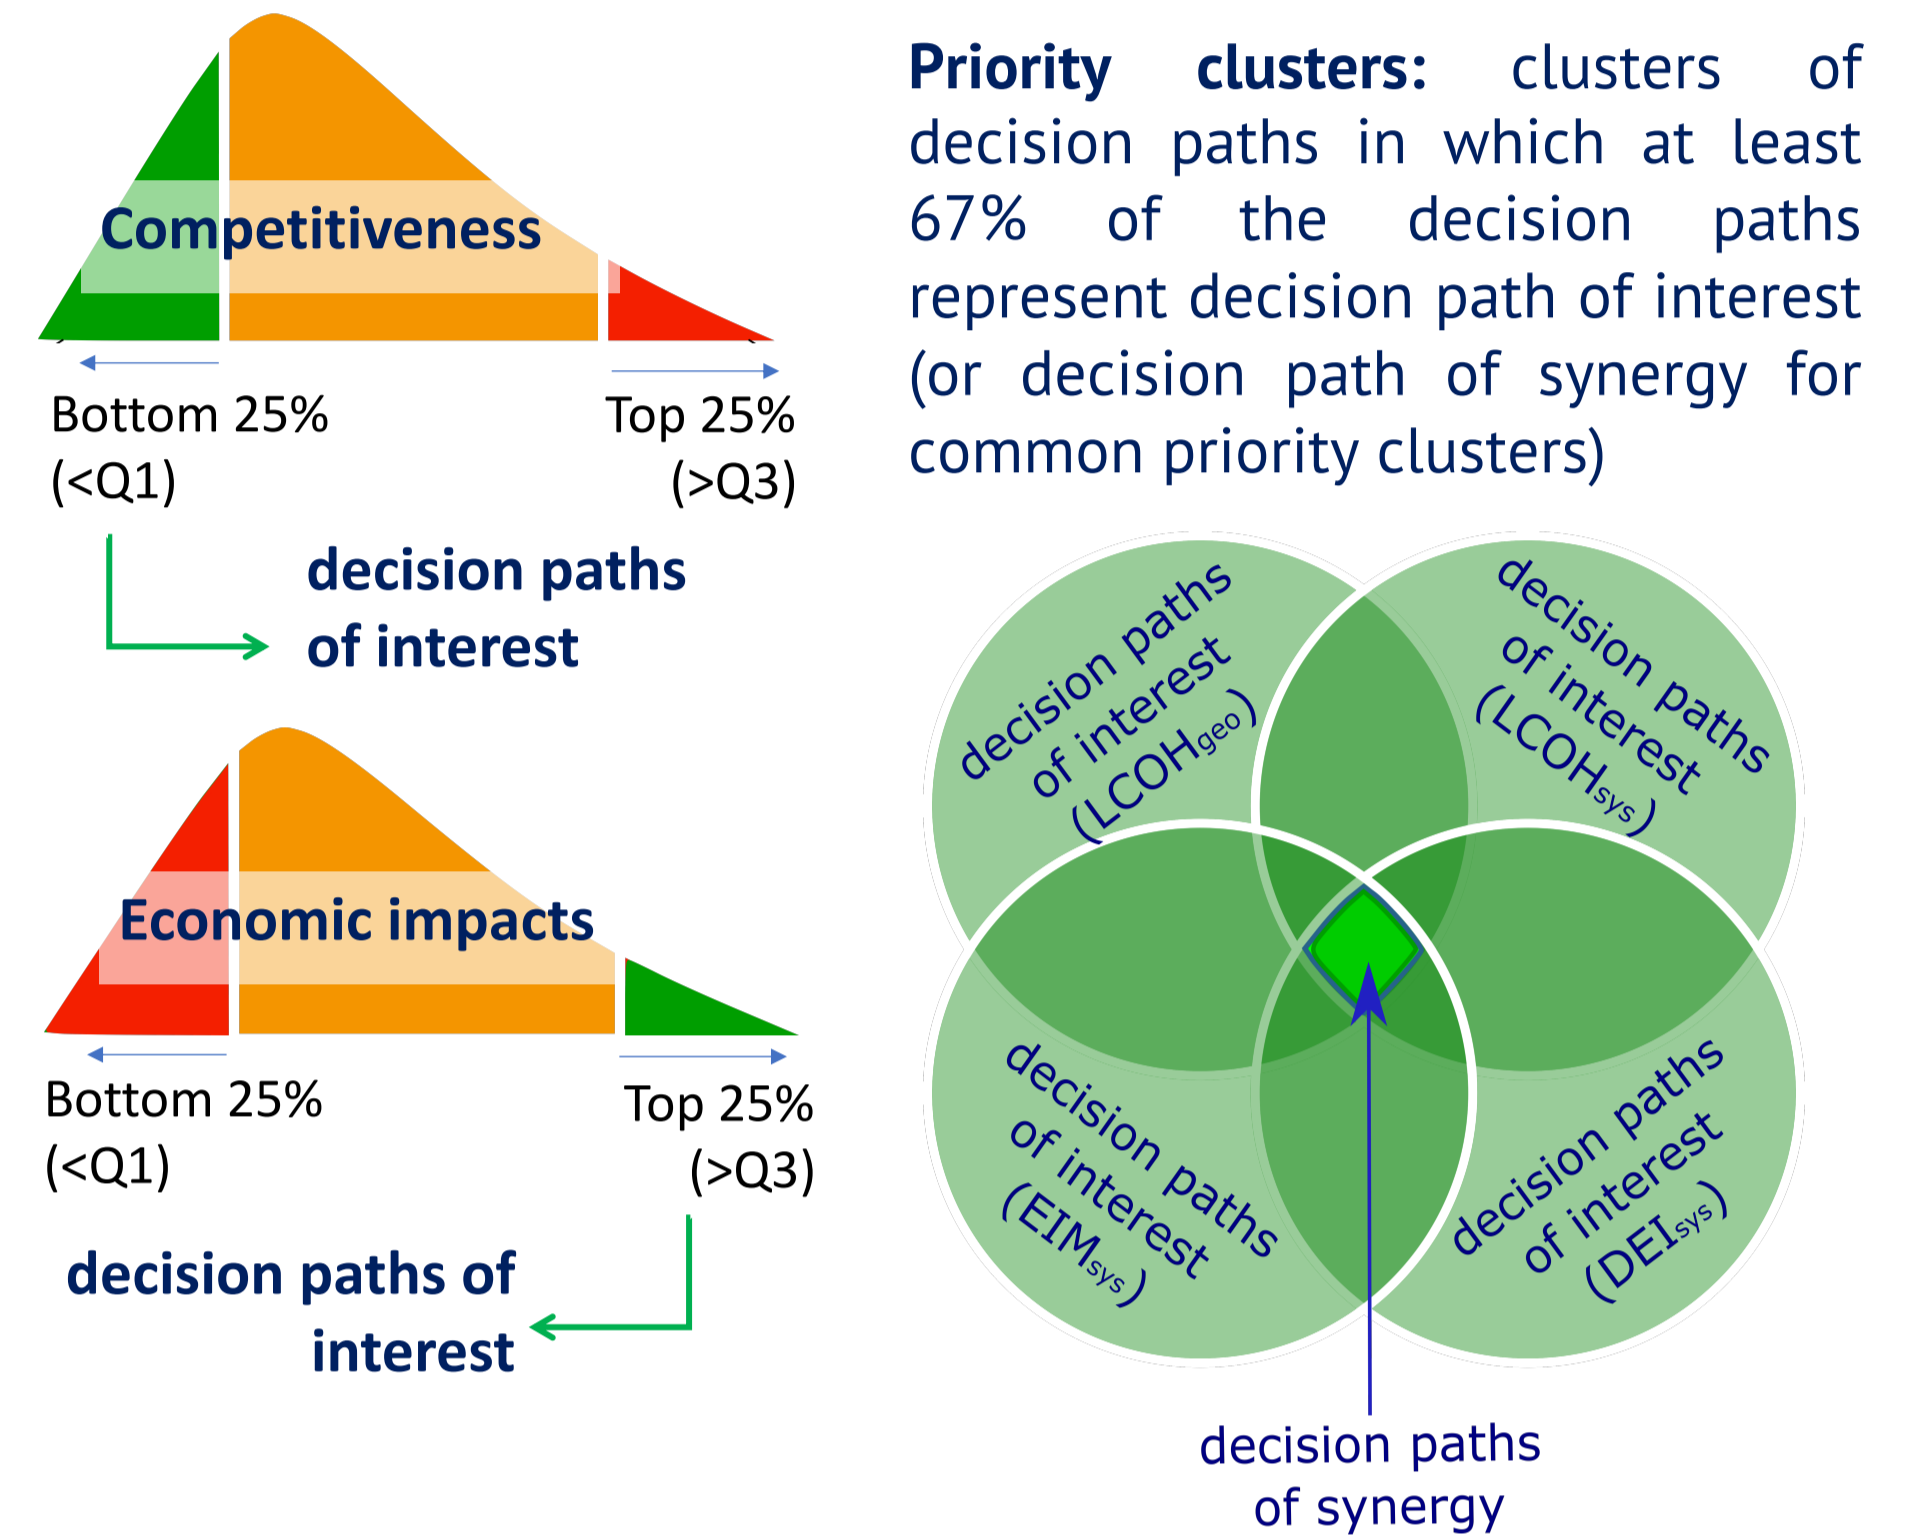 Competitiveness
Bottom 25%
(<Q1)
Top 25%
(>Q3)
decision paths
of interest
Economic impacts
Bottom 25%
(<Q1)
Top 25%
(>Q3)
decision paths of
interest
Priority clusters: clusters of
decision paths in which at least
67% of the decision paths
represent decision path of interest
(or decision path of synergy for
common priority clusters)
decision paths
of interest
(LCOHgeo)
decision paths
of interest
(LCOHsys)
decision paths
of interest
(EIMsys)
decision paths
of interest
(DEIsys)
decision paths
of synergy